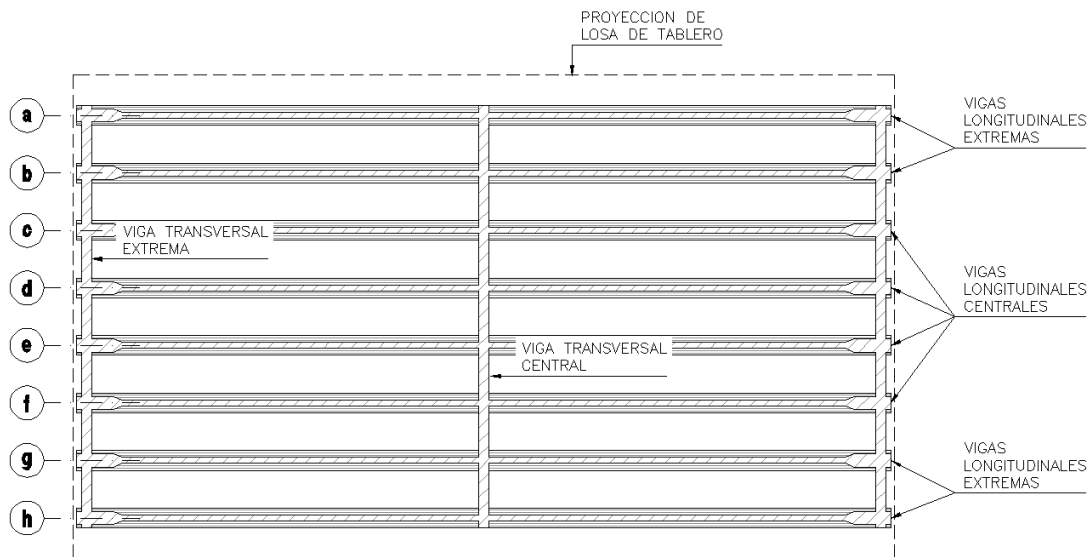 PROYECCION DE
LOSA DE TABLERO
a
VIGAS
LONGITUDINALES
EXTREMAS
b
c
VIGA TRANSVERSAL
EXTREMA
d
VIGAS
LONGITUDINALES
CENTRALES
e
VIGA TRANSVERSAL
CENTRAL
f
g
VIGAS
LONGITUDINALES
EXTREMAS
h